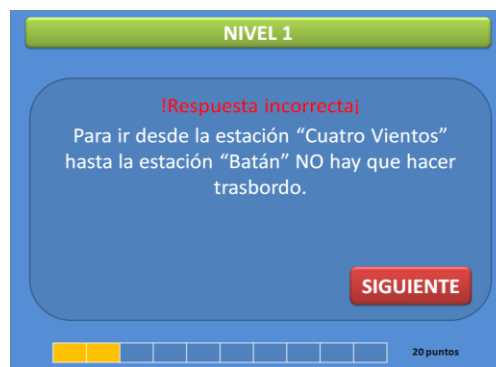 NIVEL 1
!Respuesta incorrecta¡
Para ir desde la estación “Cuatro Vientos”
hasta la estación “Batán” NO hay que hacer
trasbordo.
SIGUIENTE
20 puntos